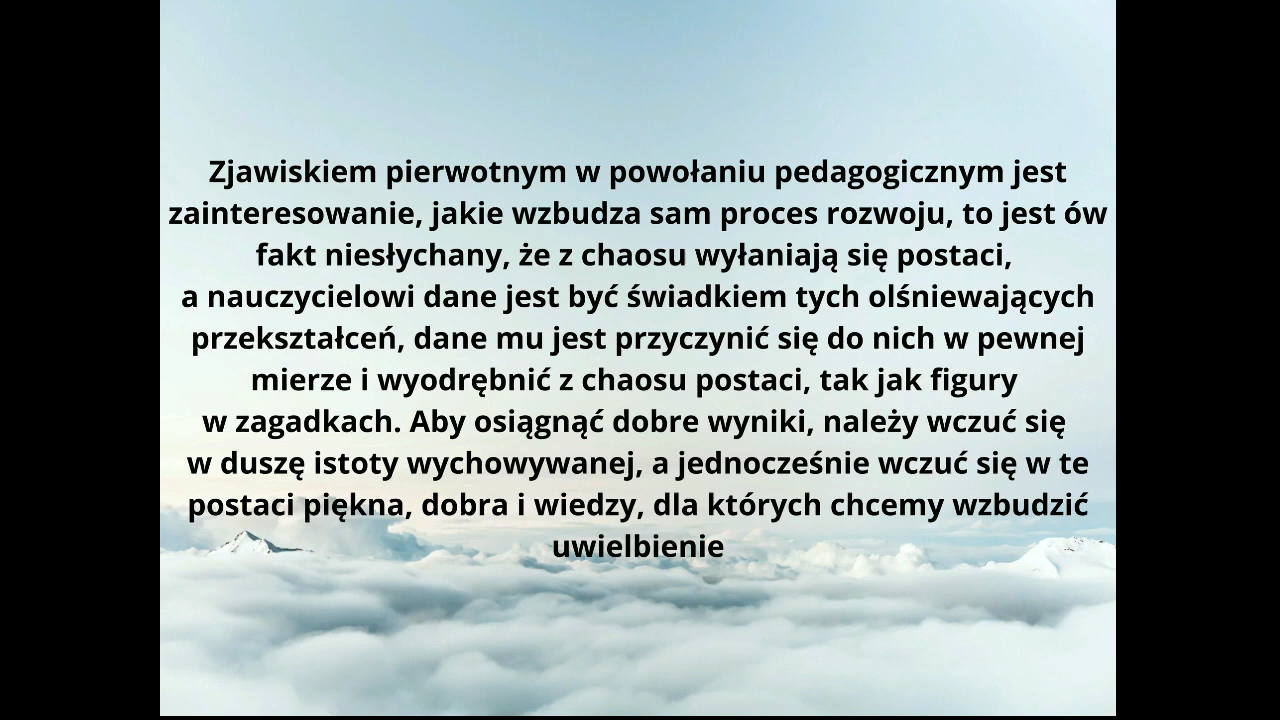 Zjawiskiem pierwotnym w powołaniu pedagogicznym jest
zainteresowanie, jakie wzbudza sam proces rozwoju, to jest ów
fakt niesłychany, że z chaosu wyłaniają się postaci,
a nauczycielowi dane jest być świadkiem tych olśniewających
przekształceń, dane mu jest przyczynić się do nich w pewnej
mierze i wyodrębnić z chaosu postaci, tak jak figury
w zagadkach. Aby osiągnąć dobre wyniki, należy wczuć się
w duszę istoty wychowywanej, a jednocześnie wczuć się w te
postaci piękna, dobra i wiedzy, dla których chcemy wzbudzić
uwielbienie